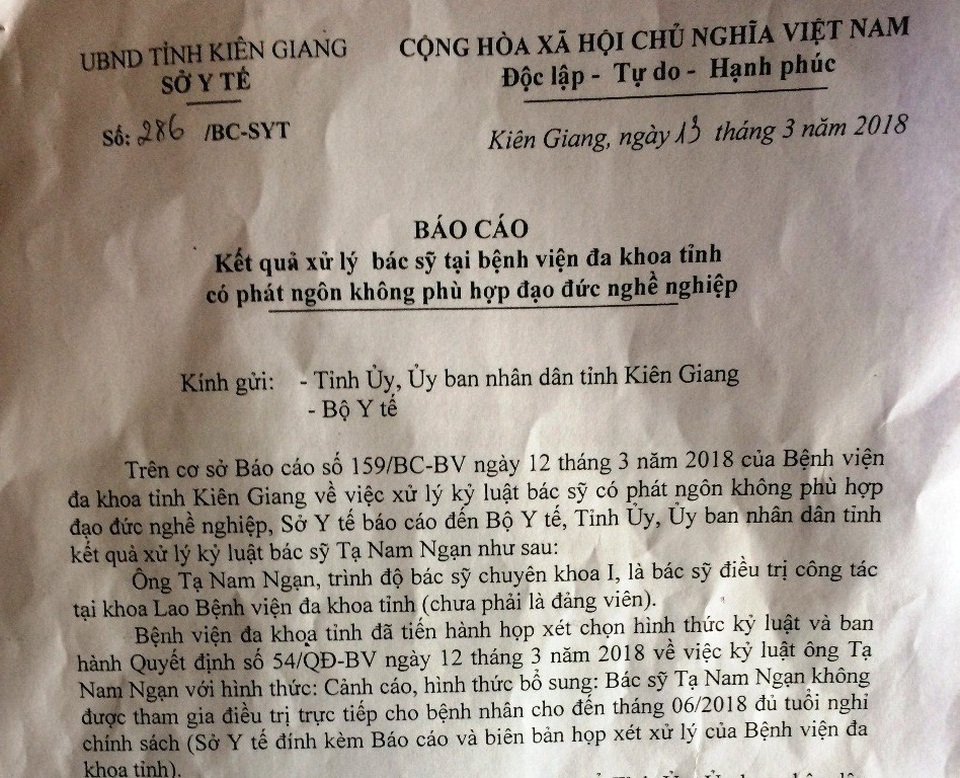 UBND TỈNH KIÊN GIANG
SỞ Y TẾ
Số: 286 /BC-SYT
CỘNG HÒA XÃ HỘI CHỦ NGHĨA VIỆT NAM
Độc lập - Tự do - Hạnh phúc
Kiên Giang, ngày 13 tháng 3 năm 2018
BÁO CÁO
Kết quả xử lý bác sỹ tại bệnh viện đa khoa tỉnh
có phát ngôn không phù hợp đạo đức nghề nghiệp
Kính gửi: - Tỉnh Ủy, Ủy ban nhân dân tỉnh Kiên Giang
- Bộ Y tế
Trên cơ sở Báo cáo số 159/BC-BV ngày 12 tháng 3 năm 2018 của Bệnh viện
đa khoa tỉnh Kiên Giang về việc xử lý kỷ luật bác sỹ có phát ngôn không phù hợp
đạo đức nghề nghiệp, Sở Y tế báo cáo đến Bộ Y tế, Tỉnh Ủy, Ủy ban nhân dân tỉnh
kết quả xử lý kỷ luật bác sỹ Tạ Nam Ngạn như sau:
Ông Tạ Nam Ngạn, trình độ bác sỹ chuyên khoa I, là bác sỹ điều trị công tác
tại khoa Lao Bệnh viện đa khoa tỉnh (chưa phải là đảng viên).
Bệnh viện đa khoa tỉnh đã tiến hành họp xét chọn hình thức kỷ luật và ban
hành Quyết định số 54/QĐ-BV ngày 12 tháng 3 năm 2018 về việc kỷ luật ông Tạ
Nam Ngạn với hình thức: Cảnh cáo, hình thức bổ sung: Bác sỹ Tạ Nam Ngạn không
được tham gia điều trị trực tiếp cho bệnh nhân cho đến tháng 06/2018 đủ tuổi nghỉ
chính sách (Sở Y tế đính kèm Báo cáo và biên bản họp xét xử lý của Bệnh viện đa
khoa tỉnh).